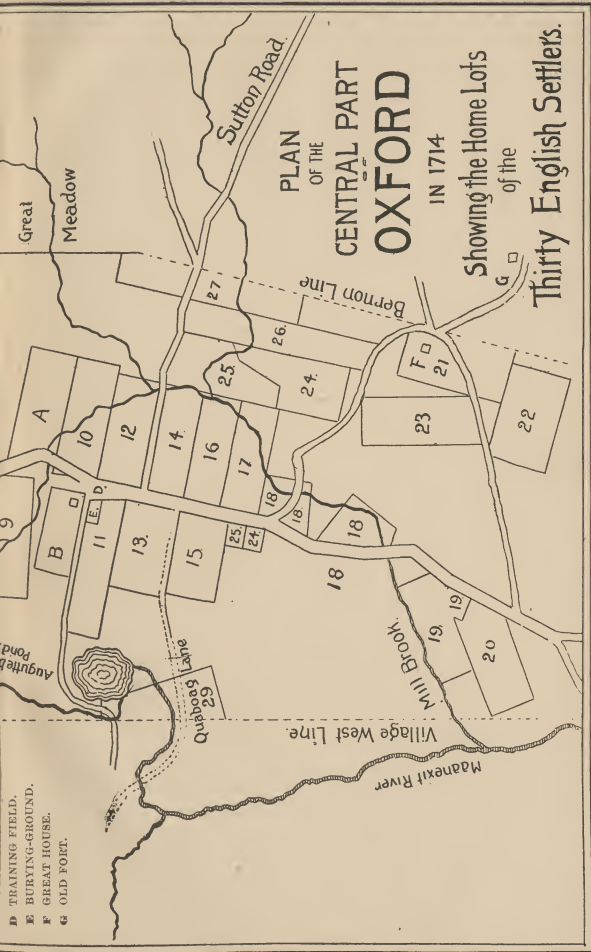 PLAN
OF THE
CENTRAL PART
OF
OXFORD
IN 1714
Showing the Home Lots
of the
Thirty English Settlers.
Sutton Road.
Great
Meadow
Bernon Line
A
B
E.
D.
F
G
9
10
11
12
13.
14.
15.
16
17
18
18.
18
18
19.
19
20
21
22
23
24.
25.
26.
27
25.
24.
29
Quaboag Lane
Pond.
Mill Brook.
Village West Line.
Maanexit River
D TRAINING FIELD.
E BURYING-GROUND.
F GREAT HOUSE.
G OLD FORT.